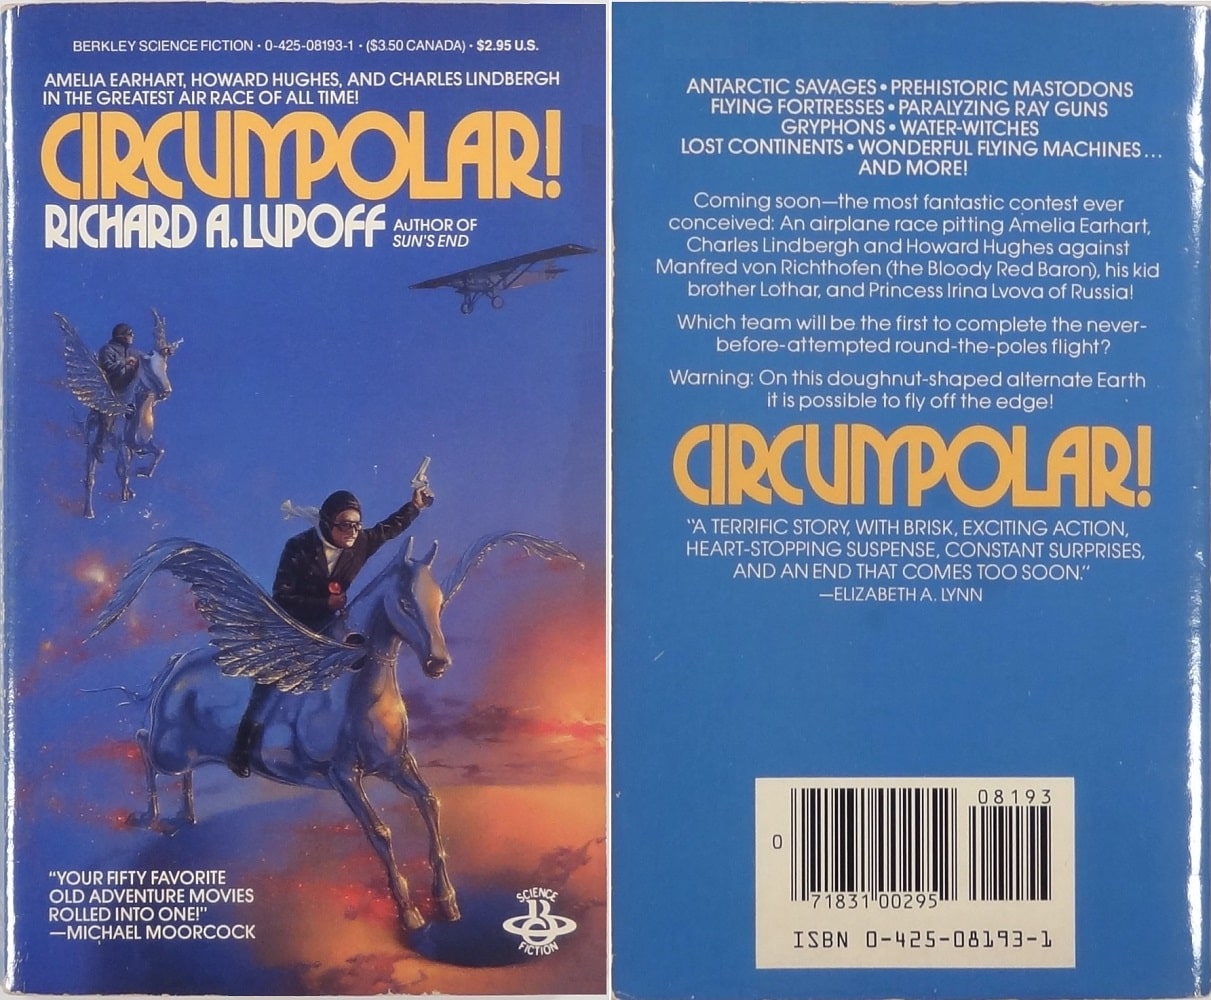 BERKLEY SCIENCE FICTION · 0-425-08193-1 · ($3.50 CANADA) · $2.95 U.S.
AMELIA EARHART, HOWARD HUGHES, AND CHARLES LINDBERGH
IN THE GREATEST AIR RACE OF ALL TIME!
CIRCUMPOLAR!
RICHARD A. LUPOFF
AUTHOR OF
SUN'S END
"YOUR FIFTY FAVORITE
OLD ADVENTURE MOVIES
ROLLED INTO ONE!"
—MICHAEL MOORCOCK
SCIENCE
B
FICTION
ANTARCTIC SAVAGES • PREHISTORIC MASTODONS
FLYING FORTRESSES • PARALYZING RAY GUNS
GRYPHONS • WATER-WITCHES
LOST CONTINENTS • WONDERFUL FLYING MACHINES...
AND MORE!
Coming soon—the most fantastic contest ever
conceived: An airplane race pitting Amelia Earhart,
Charles Lindbergh and Howard Hughes against
Manfred von Richthofen (the Bloody Red Baron), his kid
brother Lothar, and Princess Irina Lvova of Russia!
Which team will be the first to complete the never-
before-attempted round-the-poles flight?
Warning: On this doughnut-shaped alternate Earth
it is possible to fly off the edge!
CIRCUMPOLAR!
"A TERRIFIC STORY, WITH BRISK, EXCITING ACTION,
HEART-STOPPING SUSPENSE, CONSTANT SURPRISES,
AND AN END THAT COMES TOO SOON."
—ELIZABETH A. LYNN
08193
0
71831 00295
ISBN 0-425-08193-1